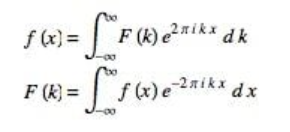 f(x) = ∫_{-∞}^{∞} F(k) e^{2πikx} dk
F(k) = ∫_{-∞}^{∞} f(x) e^{-2πikx} dx